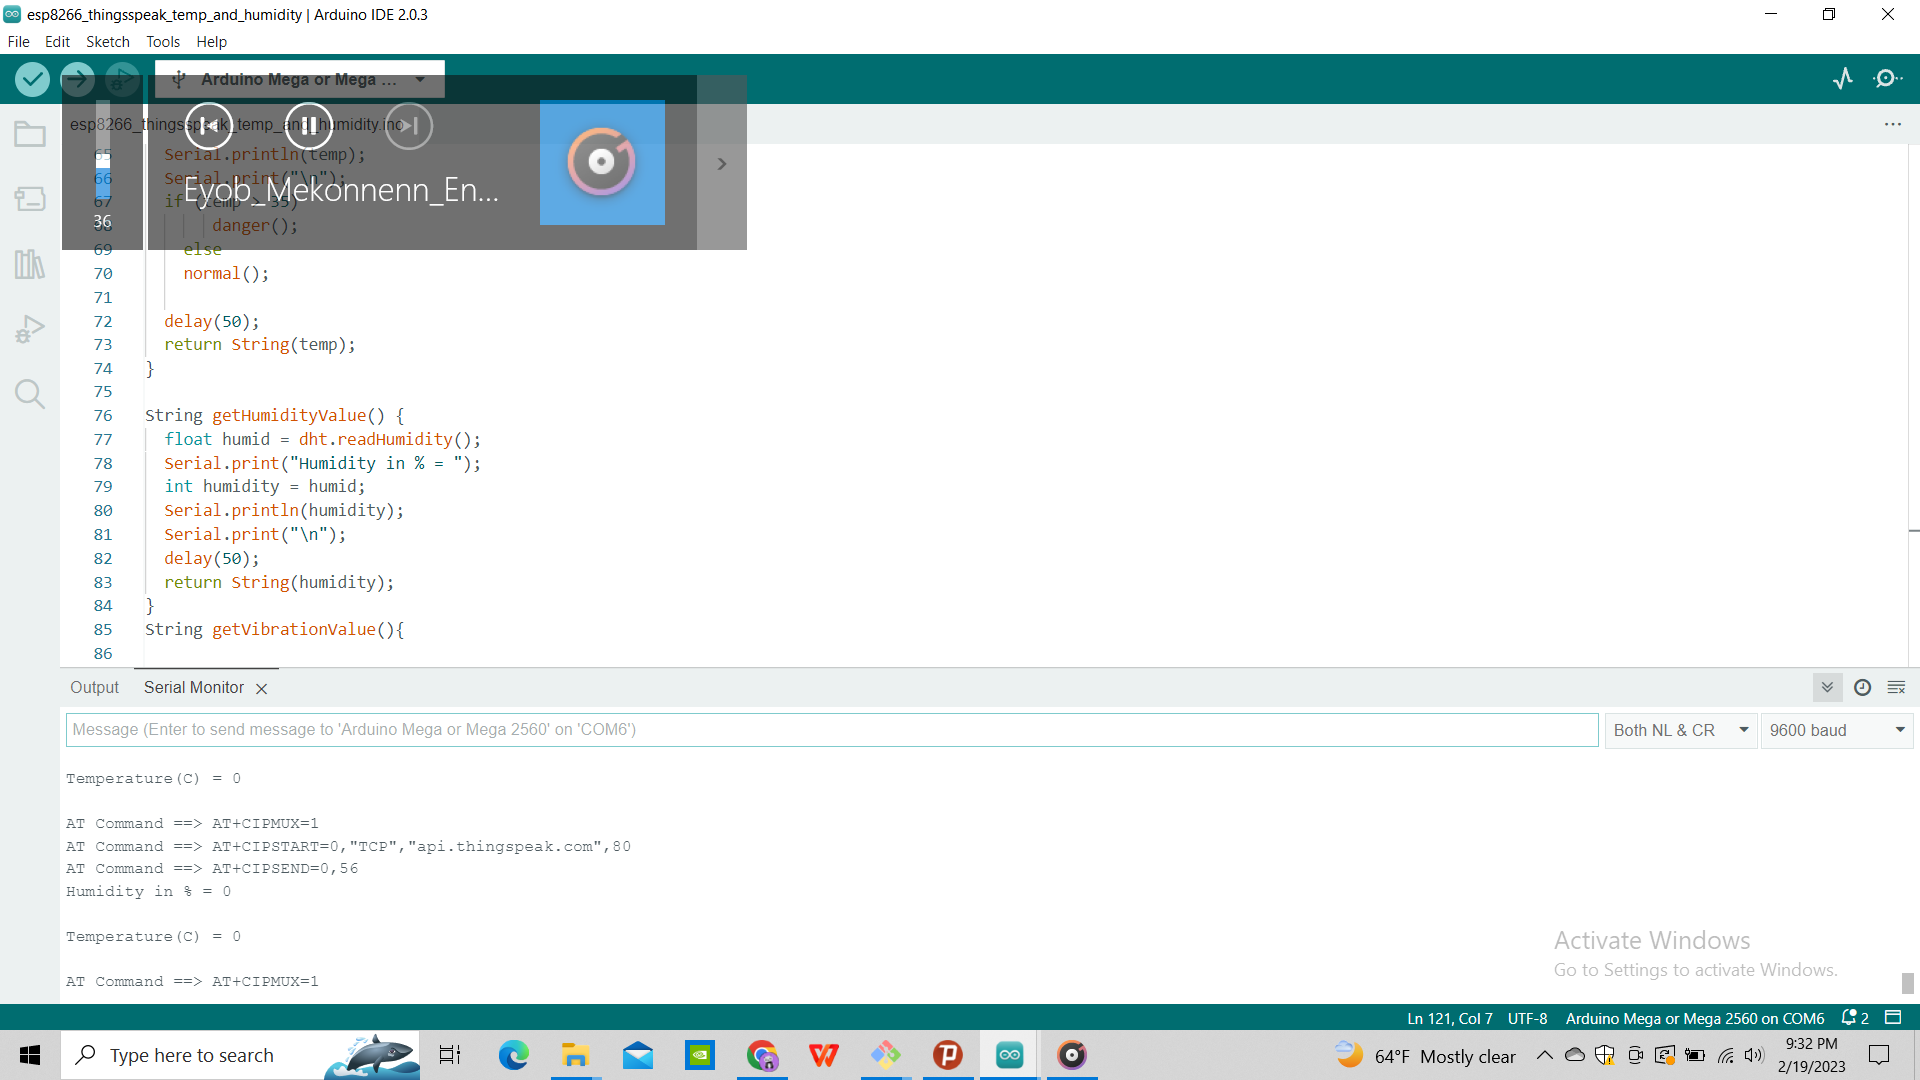 esp8266_thingsspeak_temp_and_humidity | Arduino IDE 2.0.3
File Edit Sketch Tools Help
Arduino Mega or Mega ...
esp8266_thingsspeak_temp_and_humidity.ino
36
Eyob_Mekonnenn_En...
65 Serial.println(temp);
66 Serial.print("\n");
67 if (temp > 35)
68 danger();
69 else
70 normal();
71
72 delay(50);
73 return String(temp);
74 }
75
76 String getHumidityValue() {
77 float humid = dht.readHumidity();
78 Serial.print("Humidity in % = ");
79 int humidity = humid;
80 Serial.println(humidity);
81 Serial.print("\n");
82 delay(50);
83 return String(humidity);
84 }
85 String getVibrationValue(){
86
Output Serial Monitor
Message (Enter to send message to 'Arduino Mega or Mega 2560' on 'COM6')
Both NL & CR
9600 baud
Temperature(C) = 0
AT Command ==> AT+CIPMUX=1
AT Command ==> AT+CIPSTART=0,"TCP","api.thingspeak.com",80
AT Command ==> AT+CIPSEND=0,56
Humidity in % = 0
Temperature(C) = 0
AT Command ==> AT+CIPMUX=1
Activate Windows
Go to Settings to activate Windows.
Ln 121, Col 7 UTF-8 Arduino Mega or Mega 2560 on COM6 2
Type here to search
64°F Mostly clear
9:32 PM
2/19/2023